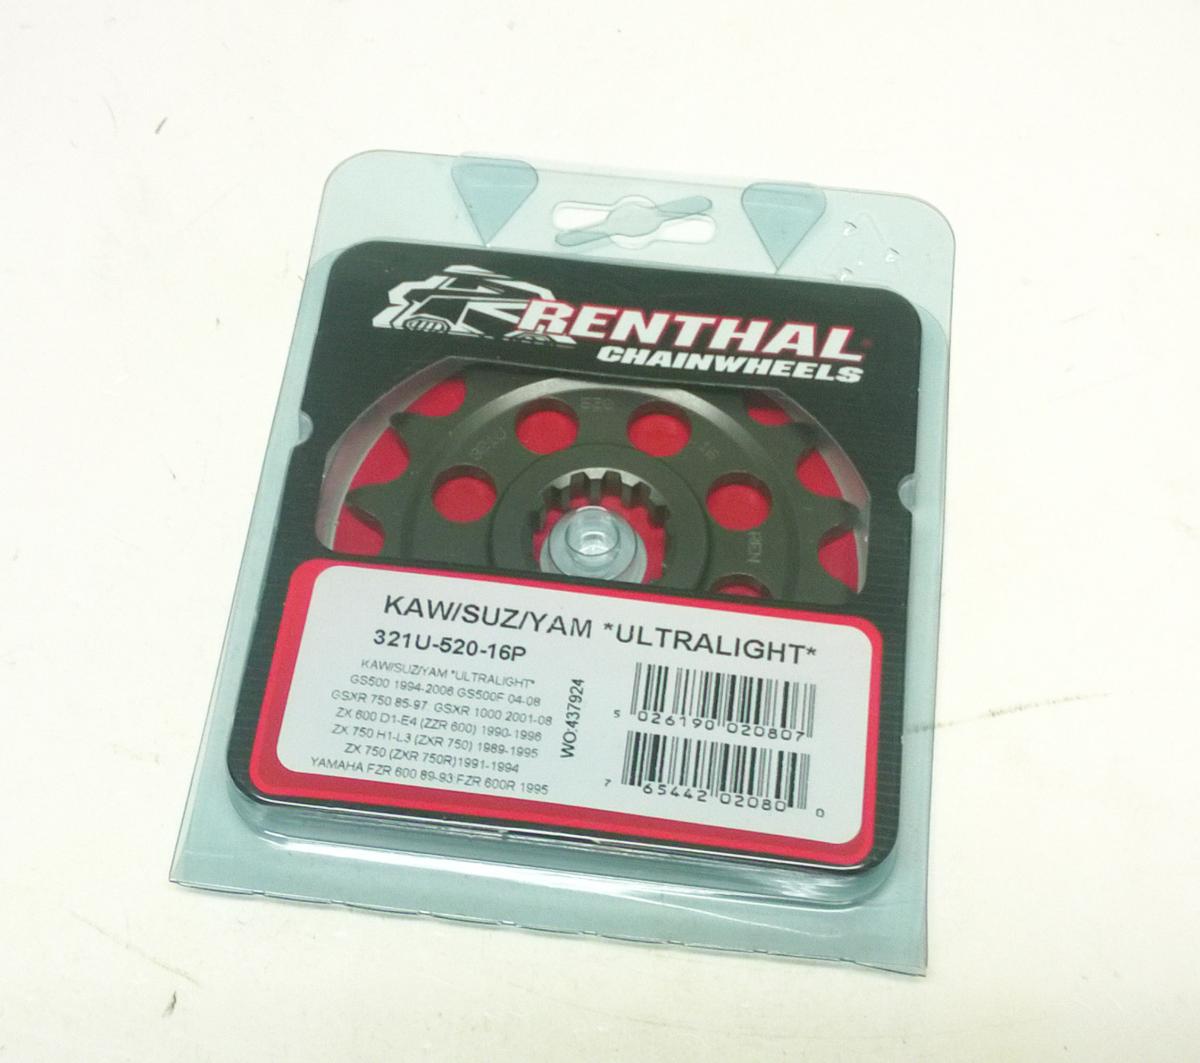 RENTHAL
CHAINWHEELS
520
16
REN
KAW/SUZ/YAM *ULTRALIGHT*
321U-520-16P
KAW/SUZ/YAM *ULTRALIGHT*
GS500 1994-2006 GS500F 04-08
GSXR 750 85-97 GSXR 1000 2001-08
ZX 600 D1-E4 (ZZR 600) 1990-1996
ZX 750 H1-L3 (ZXR 750) 1989-1995
ZX 750 (ZXR 750R)1991-1994
YAMAHA FZR 600 89-93 FZR 600R 1995
WO:437924
5 026190 020807
7 65442 02080 0